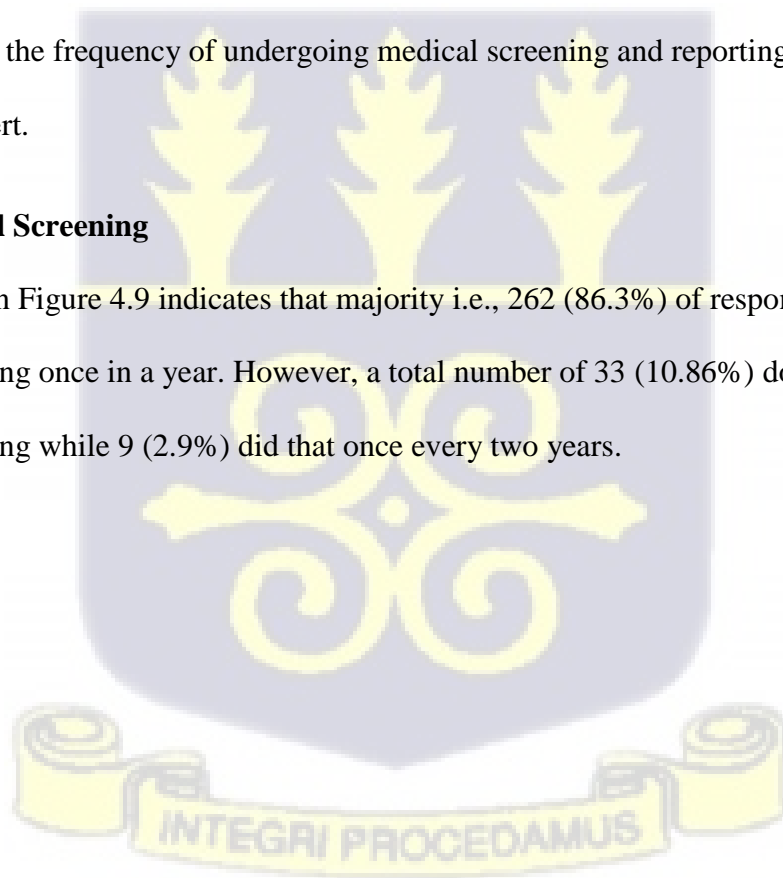 the frequency of undergoing medical screening and reporting
rt.
l Screening
n Figure 4.9 indicates that majority i.e., 262 (86.3%) of respon
ng once in a year. However, a total number of 33 (10.86%) do
ng while 9 (2.9%) did that once every two years.
INTEGRI PROCEDAMUS